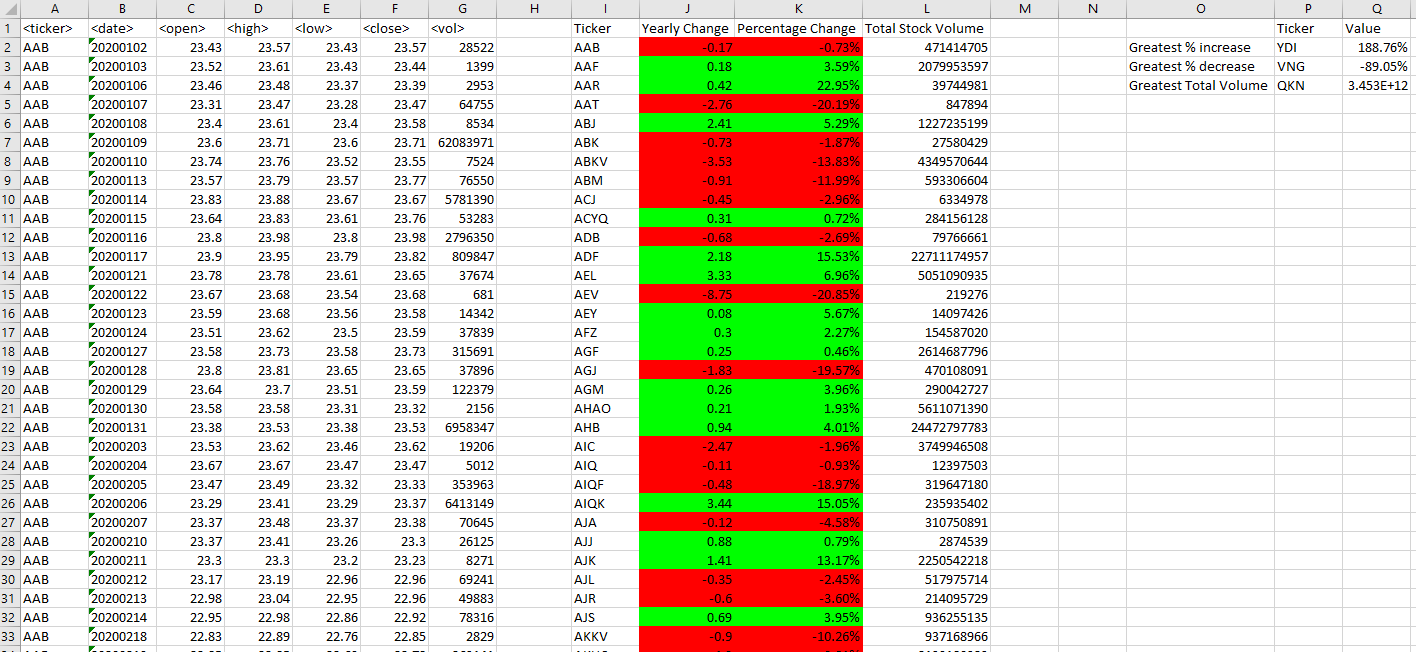 A B C D E F G H I J K L M N O P Q
1 <ticker> <date> <open> <high> <low> <close> <vol> Ticker Yearly Change Percentage Change Total Stock Volume Ticker Value
2 AAB 20200102 23.43 23.57 23.43 23.57 28522 AAB -0.17 -0.73% 471414705 Greatest % increase YDI 188.76%
3 AAB 20200103 23.52 23.61 23.43 23.44 1399 AAF 0.18 3.59% 2079953597 Greatest % decrease VNG -89.05%
4 AAB 20200106 23.46 23.48 23.37 23.39 2953 AAR 0.42 22.95% 39744981 Greatest Total Volume QKN 3.453E+12
5 AAB 20200107 23.31 23.47 23.28 23.47 64755 AAT -2.76 -20.19% 847894
6 AAB 20200108 23.4 23.61 23.4 23.58 8534 ABJ 2.41 5.29% 1227235199
7 AAB 20200109 23.6 23.71 23.6 23.71 62083971 ABK -0.73 -1.87% 27580429
8 AAB 20200110 23.74 23.76 23.52 23.55 7524 ABKV -3.53 -13.83% 4349570644
9 AAB 20200113 23.57 23.79 23.57 23.77 76550 ABM -0.91 -11.99% 593306604
10 AAB 20200114 23.83 23.88 23.67 23.67 5781390 ACJ -0.45 -2.96% 6334978
11 AAB 20200115 23.64 23.83 23.61 23.76 53283 ACYQ 0.31 0.72% 284156128
12 AAB 20200116 23.8 23.98 23.8 23.98 2796350 ADB -0.68 -2.69% 79766661
13 AAB 20200117 23.9 23.95 23.79 23.82 809847 ADF 2.18 15.53% 22711174957
14 AAB 20200121 23.78 23.78 23.61 23.65 37674 AEL 3.33 6.96% 5051090935
15 AAB 20200122 23.67 23.68 23.54 23.68 681 AEV -8.75 -20.85% 219276
16 AAB 20200123 23.59 23.68 23.56 23.58 14342 AEY 0.08 5.67% 14097426
17 AAB 20200124 23.51 23.62 23.5 23.59 37839 AFZ 0.3 2.27% 154587020
18 AAB 20200127 23.58 23.73 23.58 23.73 315691 AGF 0.25 0.46% 2614687796
19 AAB 20200128 23.8 23.81 23.65 23.65 37896 AGJ -1.83 -19.57% 470108091
20 AAB 20200129 23.64 23.7 23.51 23.59 122379 AGM 0.26 3.96% 290042727
21 AAB 20200130 23.58 23.58 23.31 23.32 2156 AHAO 0.21 1.93% 5611071390
22 AAB 20200131 23.38 23.53 23.38 23.53 6958347 AHB 0.94 4.01% 24472797783
23 AAB 20200203 23.53 23.62 23.46 23.62 19206 AIC -2.47 -1.96% 3749946508
24 AAB 20200204 23.67 23.67 23.47 23.47 5012 AIQ -0.11 -0.93% 12397503
25 AAB 20200205 23.47 23.49 23.32 23.33 353963 AIQF -0.48 -18.97% 319647180
26 AAB 20200206 23.29 23.41 23.29 23.37 6413149 AIQK 3.44 15.05% 235935402
27 AAB 20200207 23.37 23.48 23.37 23.38 70645 AJA -0.12 -4.58% 310750891
28 AAB 20200210 23.37 23.41 23.26 23.3 26125 AJJ 0.88 0.79% 2874539
29 AAB 20200211 23.3 23.3 23.2 23.23 8271 AJK 1.41 13.17% 2250542218
30 AAB 20200212 23.17 23.19 22.96 22.96 69241 AJL -0.35 -2.45% 517975714
31 AAB 20200213 22.98 23.04 22.95 22.96 49883 AJR -0.6 -3.60% 214095729
32 AAB 20200214 22.95 22.98 22.86 22.92 78316 AJS 0.69 3.95% 936255135
33 AAB 20200218 22.83 22.89 22.76 22.85 2829 AKKV -0.9 -10.26% 937168966